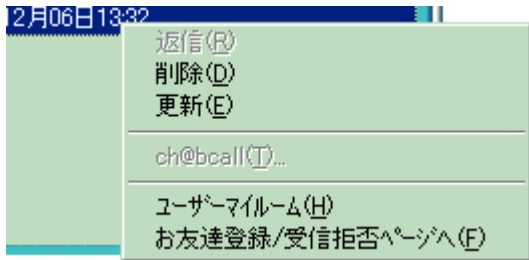 12月06日13:32
返信(R)
削除(D)
更新(E)
ch@bcall(T)...
ユーザーマイルーム(H)
お友達登録/受信拒否ページへ(F)